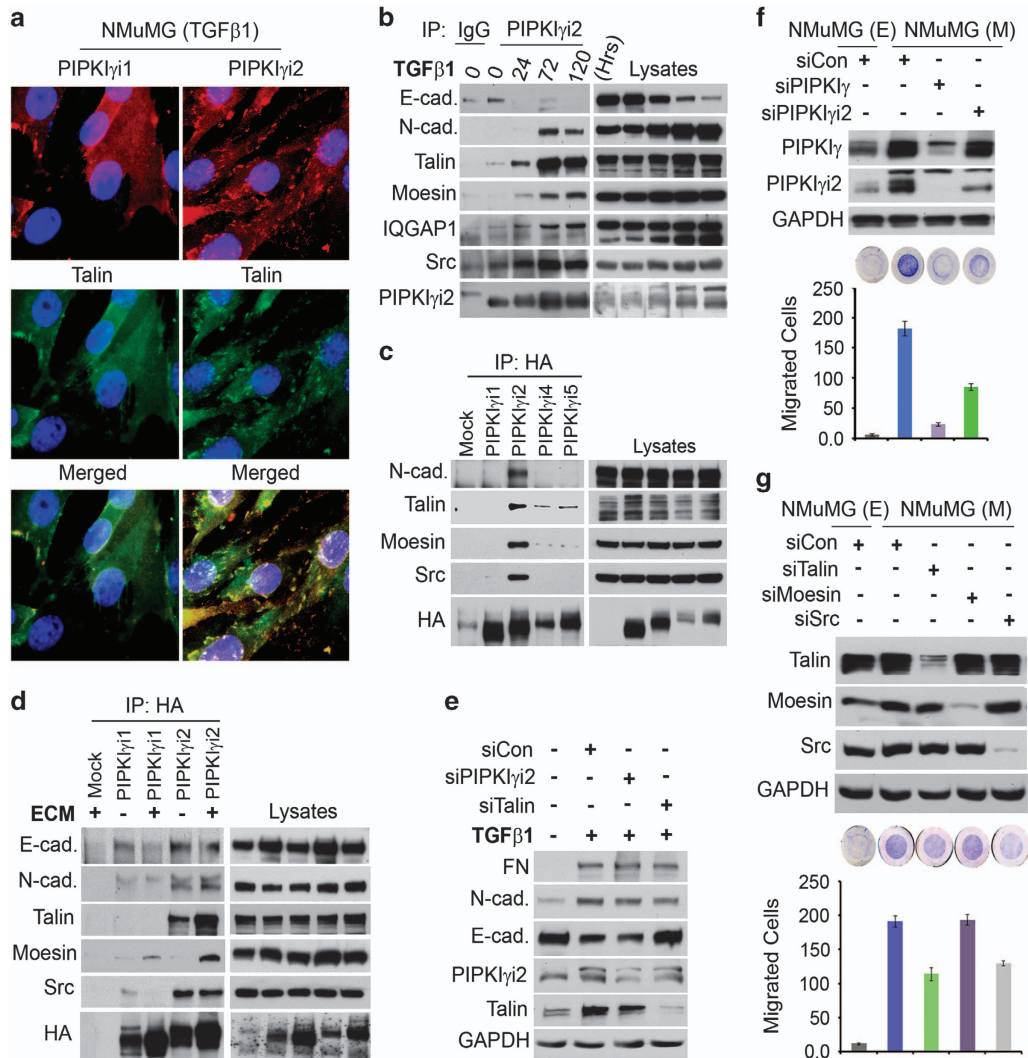 a
NMuMG (TGFβ1)
PIPKIγi1 PIPKIγi2
Talin Talin
Merged Merged
b
IP: IgG PIPKIγi2
TGFβ1 0 0 24 72 120 (Hrs) Lysates
E-cad.
N-cad.
Talin
Moesin
IQGAP1
Src
PIPKIγi2
c
IP: HA
Mock PIPKIγi1 PIPKIγi2 PIPKIγi4 PIPKIγi5 Lysates
N-cad.
Talin
Moesin
Src
HA
d
IP: HA
Mock PIPKIγi1 PIPKIγi1 PIPKIγi2 PIPKIγi2
ECM + - + - + Lysates
E-cad.
N-cad.
Talin
Moesin
Src
HA
e
siCon - + - -
siPIPKIγi2 - - + -
siTalin - - - +
TGFβ1 - + + +
FN
N-cad.
E-cad.
PIPKIγi2
Talin
GAPDH
f
NMuMG (E) NMuMG (M)
siCon + + - -
siPIPKIγ - - + -
siPIPKIγi2 - - - +
PIPKIγ
PIPKIγi2
GAPDH
Migrated Cells
250
200
150
100
50
0.0
g
NMuMG (E) NMuMG (M)
siCon + + - - -
siTalin - - + - -
siMoesin - - - + -
siSrc - - - - +
Talin
Moesin
Src
GAPDH
Migrated Cells
250
200
150
100
50
0.0